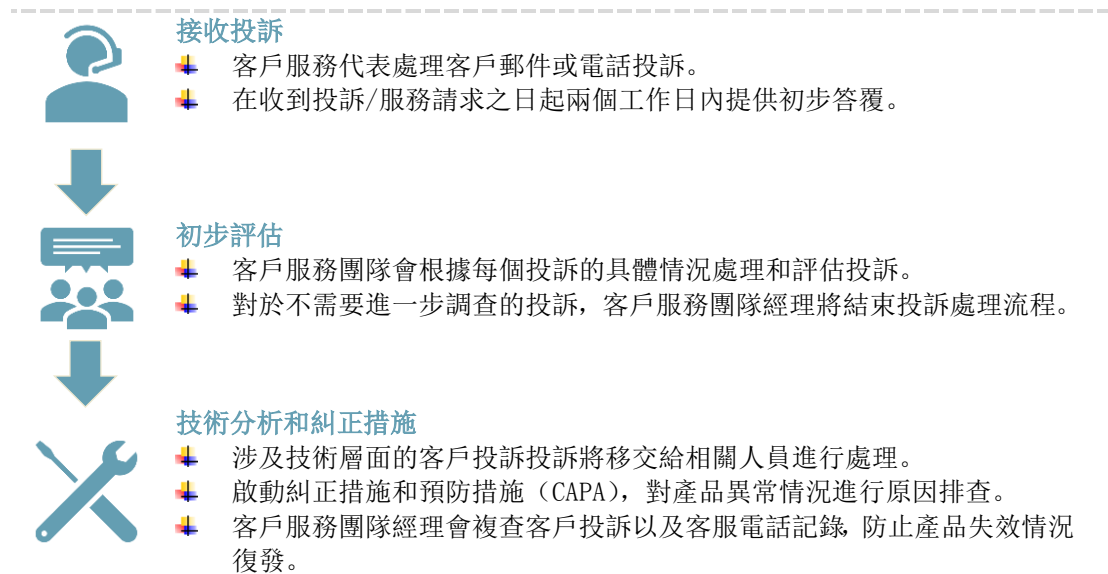 接收投訴
客戶服務代表處理客戶郵件或電話投訴。
在收到投訴/服務請求之日起兩個工作日內提供初步答覆。
初步評估
客戶服務團隊會根據每個投訴的具體情況處理和評估投訴。
對於不需要進一步調查的投訴，客戶服務團隊經理將結束投訴處理流程。
技術分析和糾正措施
涉及技術層面的客戶投訴投訴將移交給相關人員進行處理。
啟動糾正措施和預防措施（CAPA），對產品異常情況進行原因排查。
客戶服務團隊經理會複查客戶投訴以及客服電話記錄，防止產品失效情況
復發。